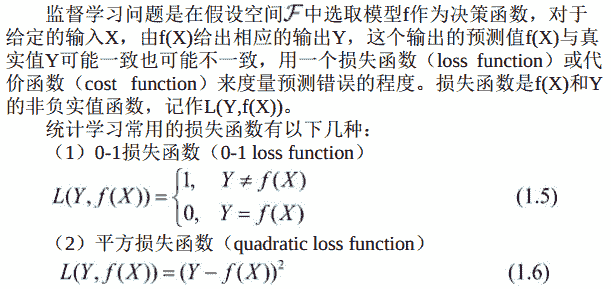 监督学习问题是在假设空间𝓕中选取模型f作为决策函数，对于
给定的输入X，由f(X)给出相应的输出Y，这个输出的预测值f(X)与真
实值Y可能一致也可能不一致，用一个损失函数（loss function）或代
价函数（cost function）来度量预测错误的程度。损失函数是f(X)和Y
的非负实值函数，记作L(Y,f(X))。
统计学习常用的损失函数有以下几种：
（1）0-1损失函数（0-1 loss function）
L(Y, f(X)) = { 1, Y ≠ f(X)
0, Y = f(X) (1.5)
（2）平方损失函数（quadratic loss function）
L(Y, f(X)) = (Y − f(X))² (1.6)